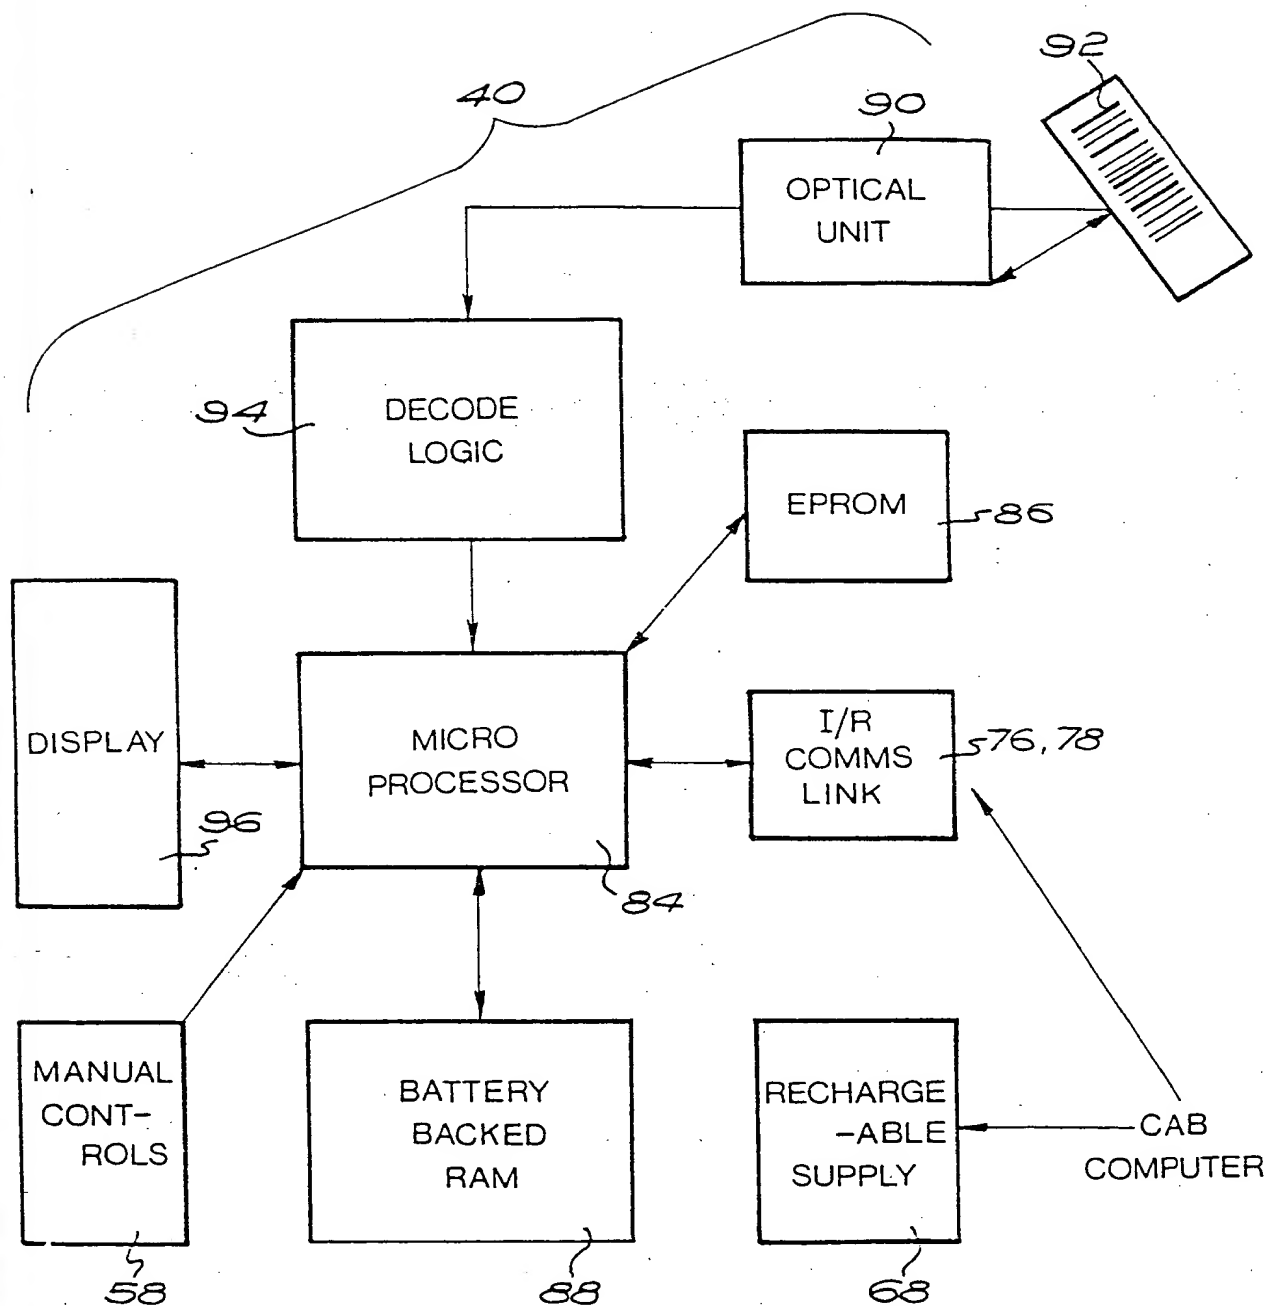 40
92
90
OPTICAL
UNIT
94
DECODE
LOGIC
EPROM
86
DISPLAY
96
MICRO
PROCESSOR
84
I/R
COMMS
LINK
76,78
MANUAL
CONT-
ROLS
58
BATTERY
BACKED
RAM
88
RECHARGE
-ABLE
SUPPLY
68
CAB
COMPUTER